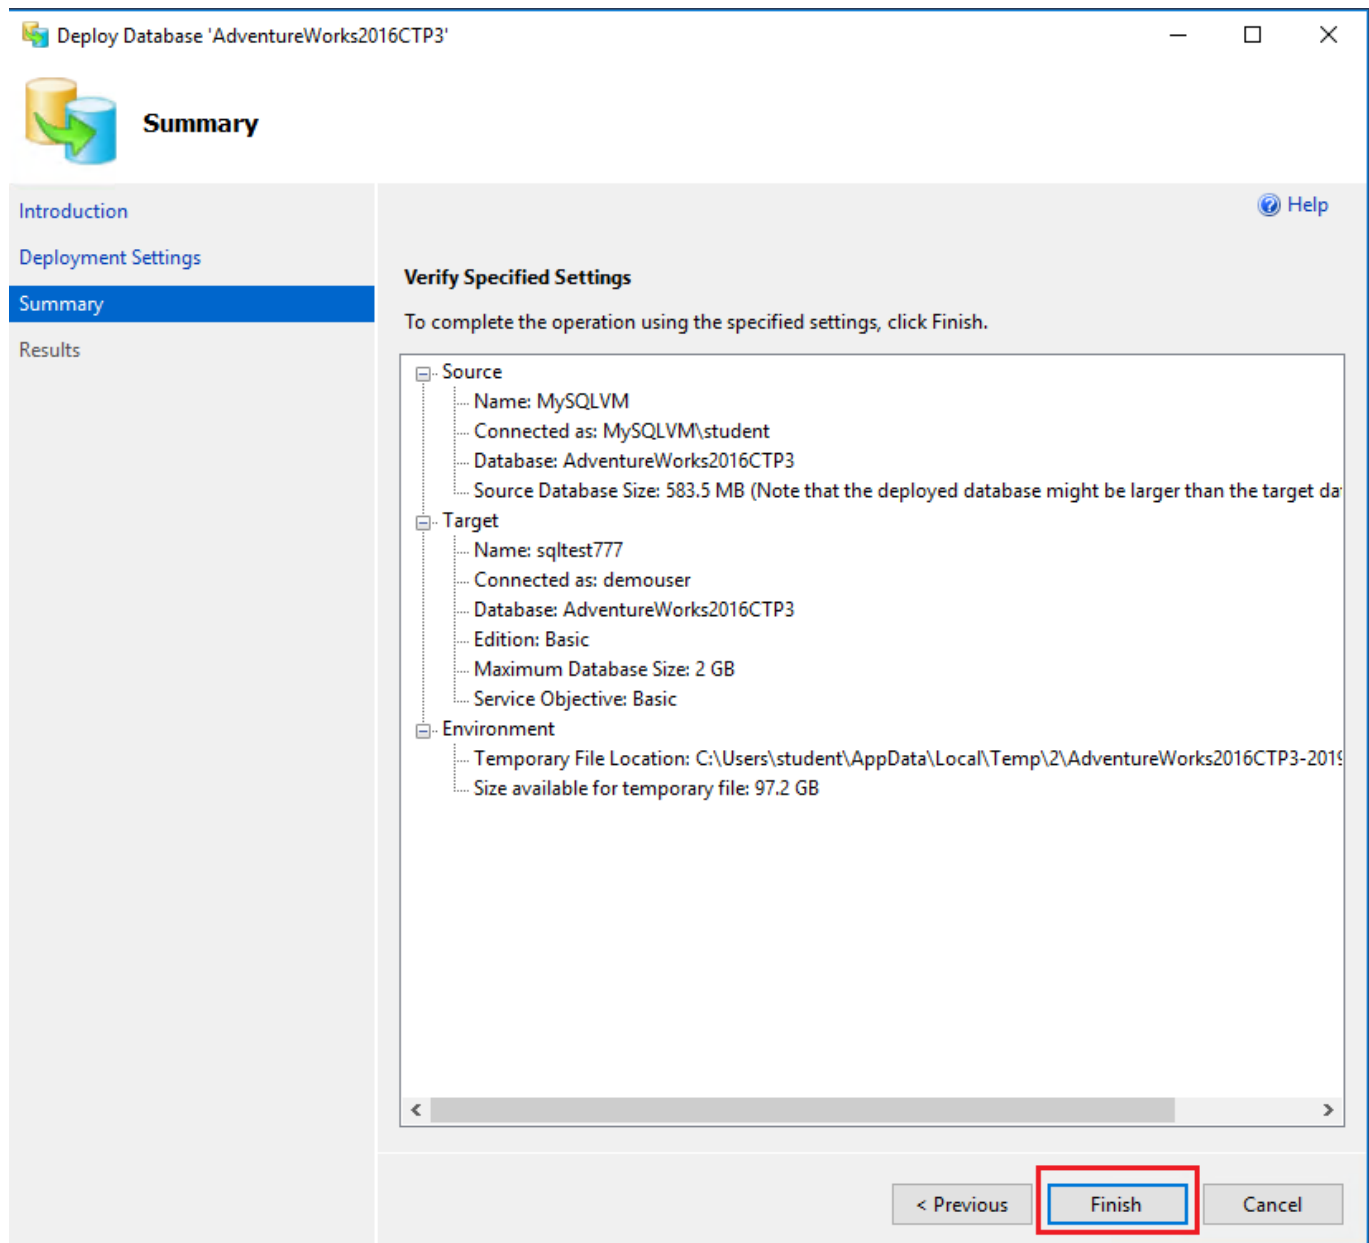 Deploy Database 'AdventureWorks2016CTP3'
Summary
Introduction
Deployment Settings
Summary
Results
Help
Verify Specified Settings
To complete the operation using the specified settings, click Finish.
Source
Name: MySQLVM
Connected as: MySQLVM\student
Database: AdventureWorks2016CTP3
Source Database Size: 583.5 MB (Note that the deployed database might be larger than the target da
Target
Name: sqltest777
Connected as: demouser
Database: AdventureWorks2016CTP3
Edition: Basic
Maximum Database Size: 2 GB
Service Objective: Basic
Environment
Temporary File Location: C:\Users\student\AppData\Local\Temp\2\AdventureWorks2016CTP3-2019
Size available for temporary file: 97.2 GB
< Previous
Finish
Cancel